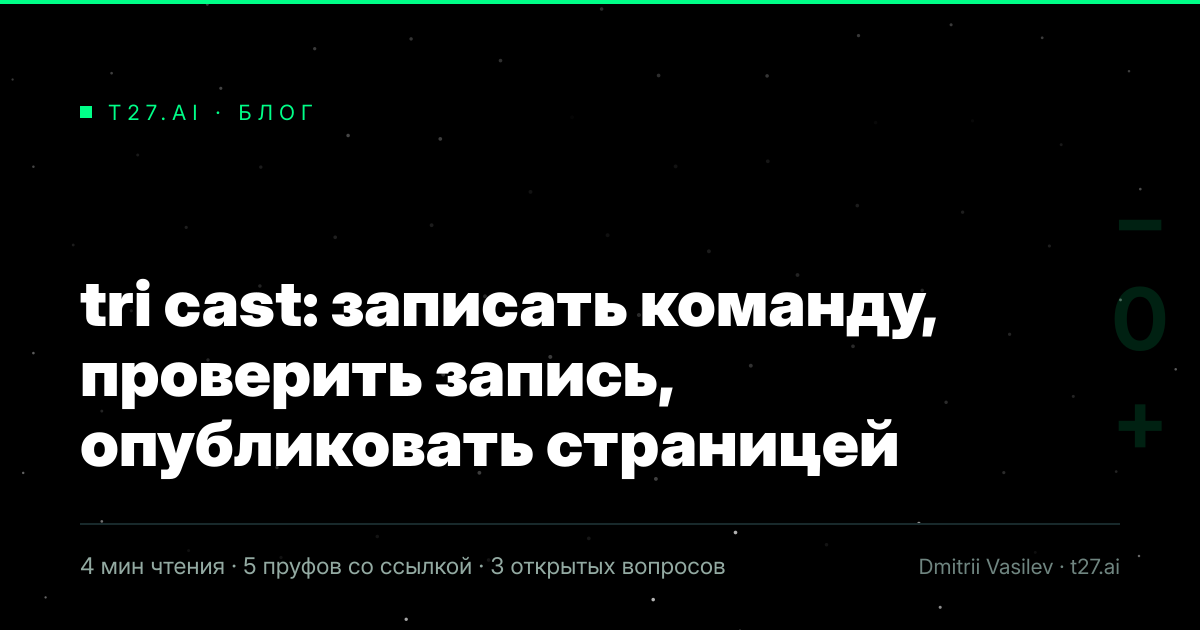 T27.AI · БЛОГ
tri cast: записать команду,
проверить запись,
опубликовать страницей
−
0
+
4 мин чтения · 5 пруфов со ссылкой · 3 открытых вопросов
Dmitrii Vasilev · t27.ai